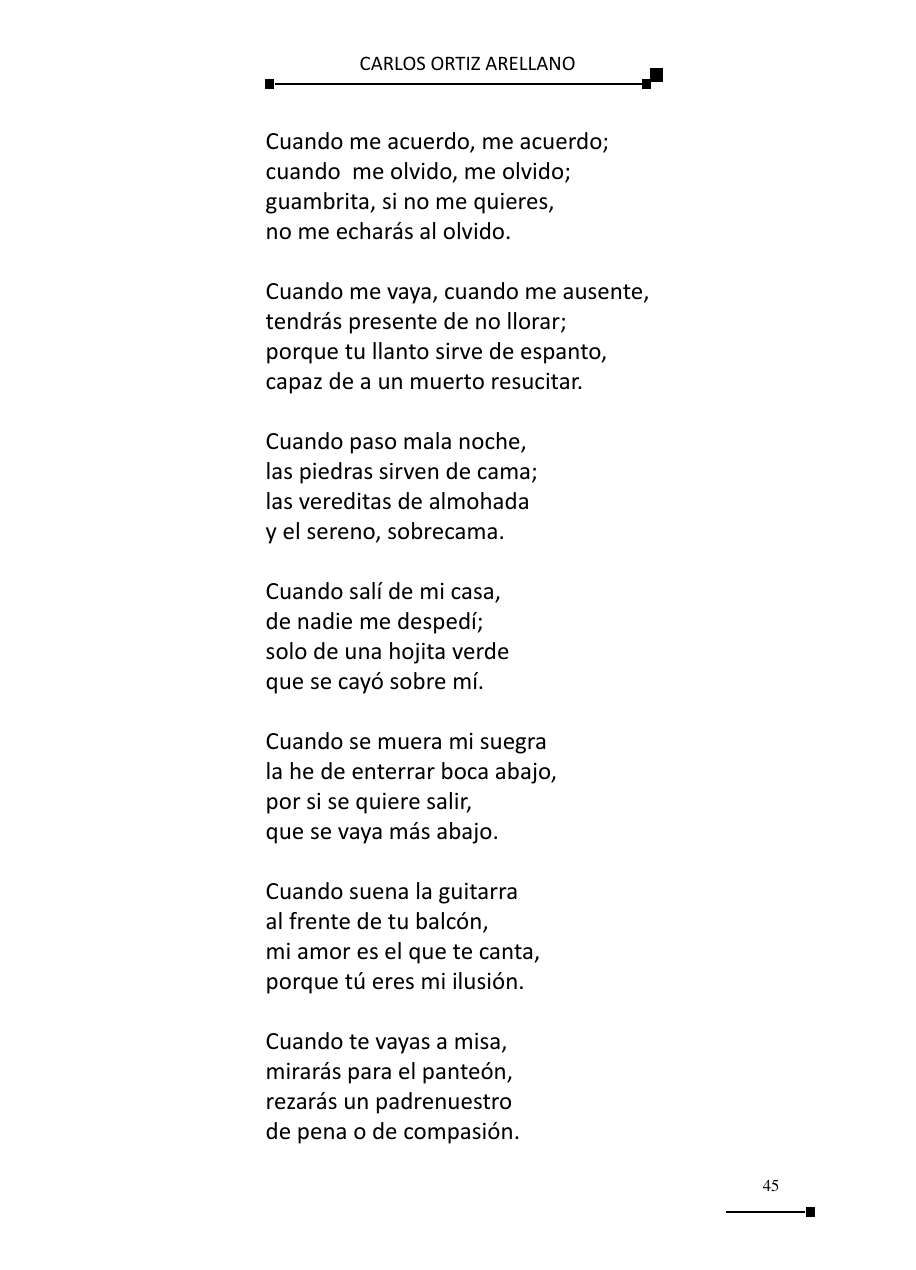 CARLOS ORTIZ ARELLANO
Cuando me acuerdo, me acuerdo;
cuando  me olvido, me olvido;
guambrita, si no me quieres,
no me echarás al olvido.

Cuando me vaya, cuando me ausente,
tendrás presente de no llorar;
porque tu llanto sirve de espanto,
capaz de a un muerto resucitar.

Cuando paso mala noche,
las piedras sirven de cama;
las vereditas de almohada
y el sereno, sobrecama.

Cuando salí de mi casa,
de nadie me despedí;
solo de una hojita verde
que se cayó sobre mí.

Cuando se muera mi suegra
la he de enterrar boca abajo,
por si se quiere salir,
que se vaya más abajo.

Cuando suena la guitarra
al frente de tu balcón,
mi amor es el que te canta,
porque tú eres mi ilusión.

Cuando te vayas a misa,
mirarás para el panteón,
rezarás un padrenuestro
de pena o de compasión.

45